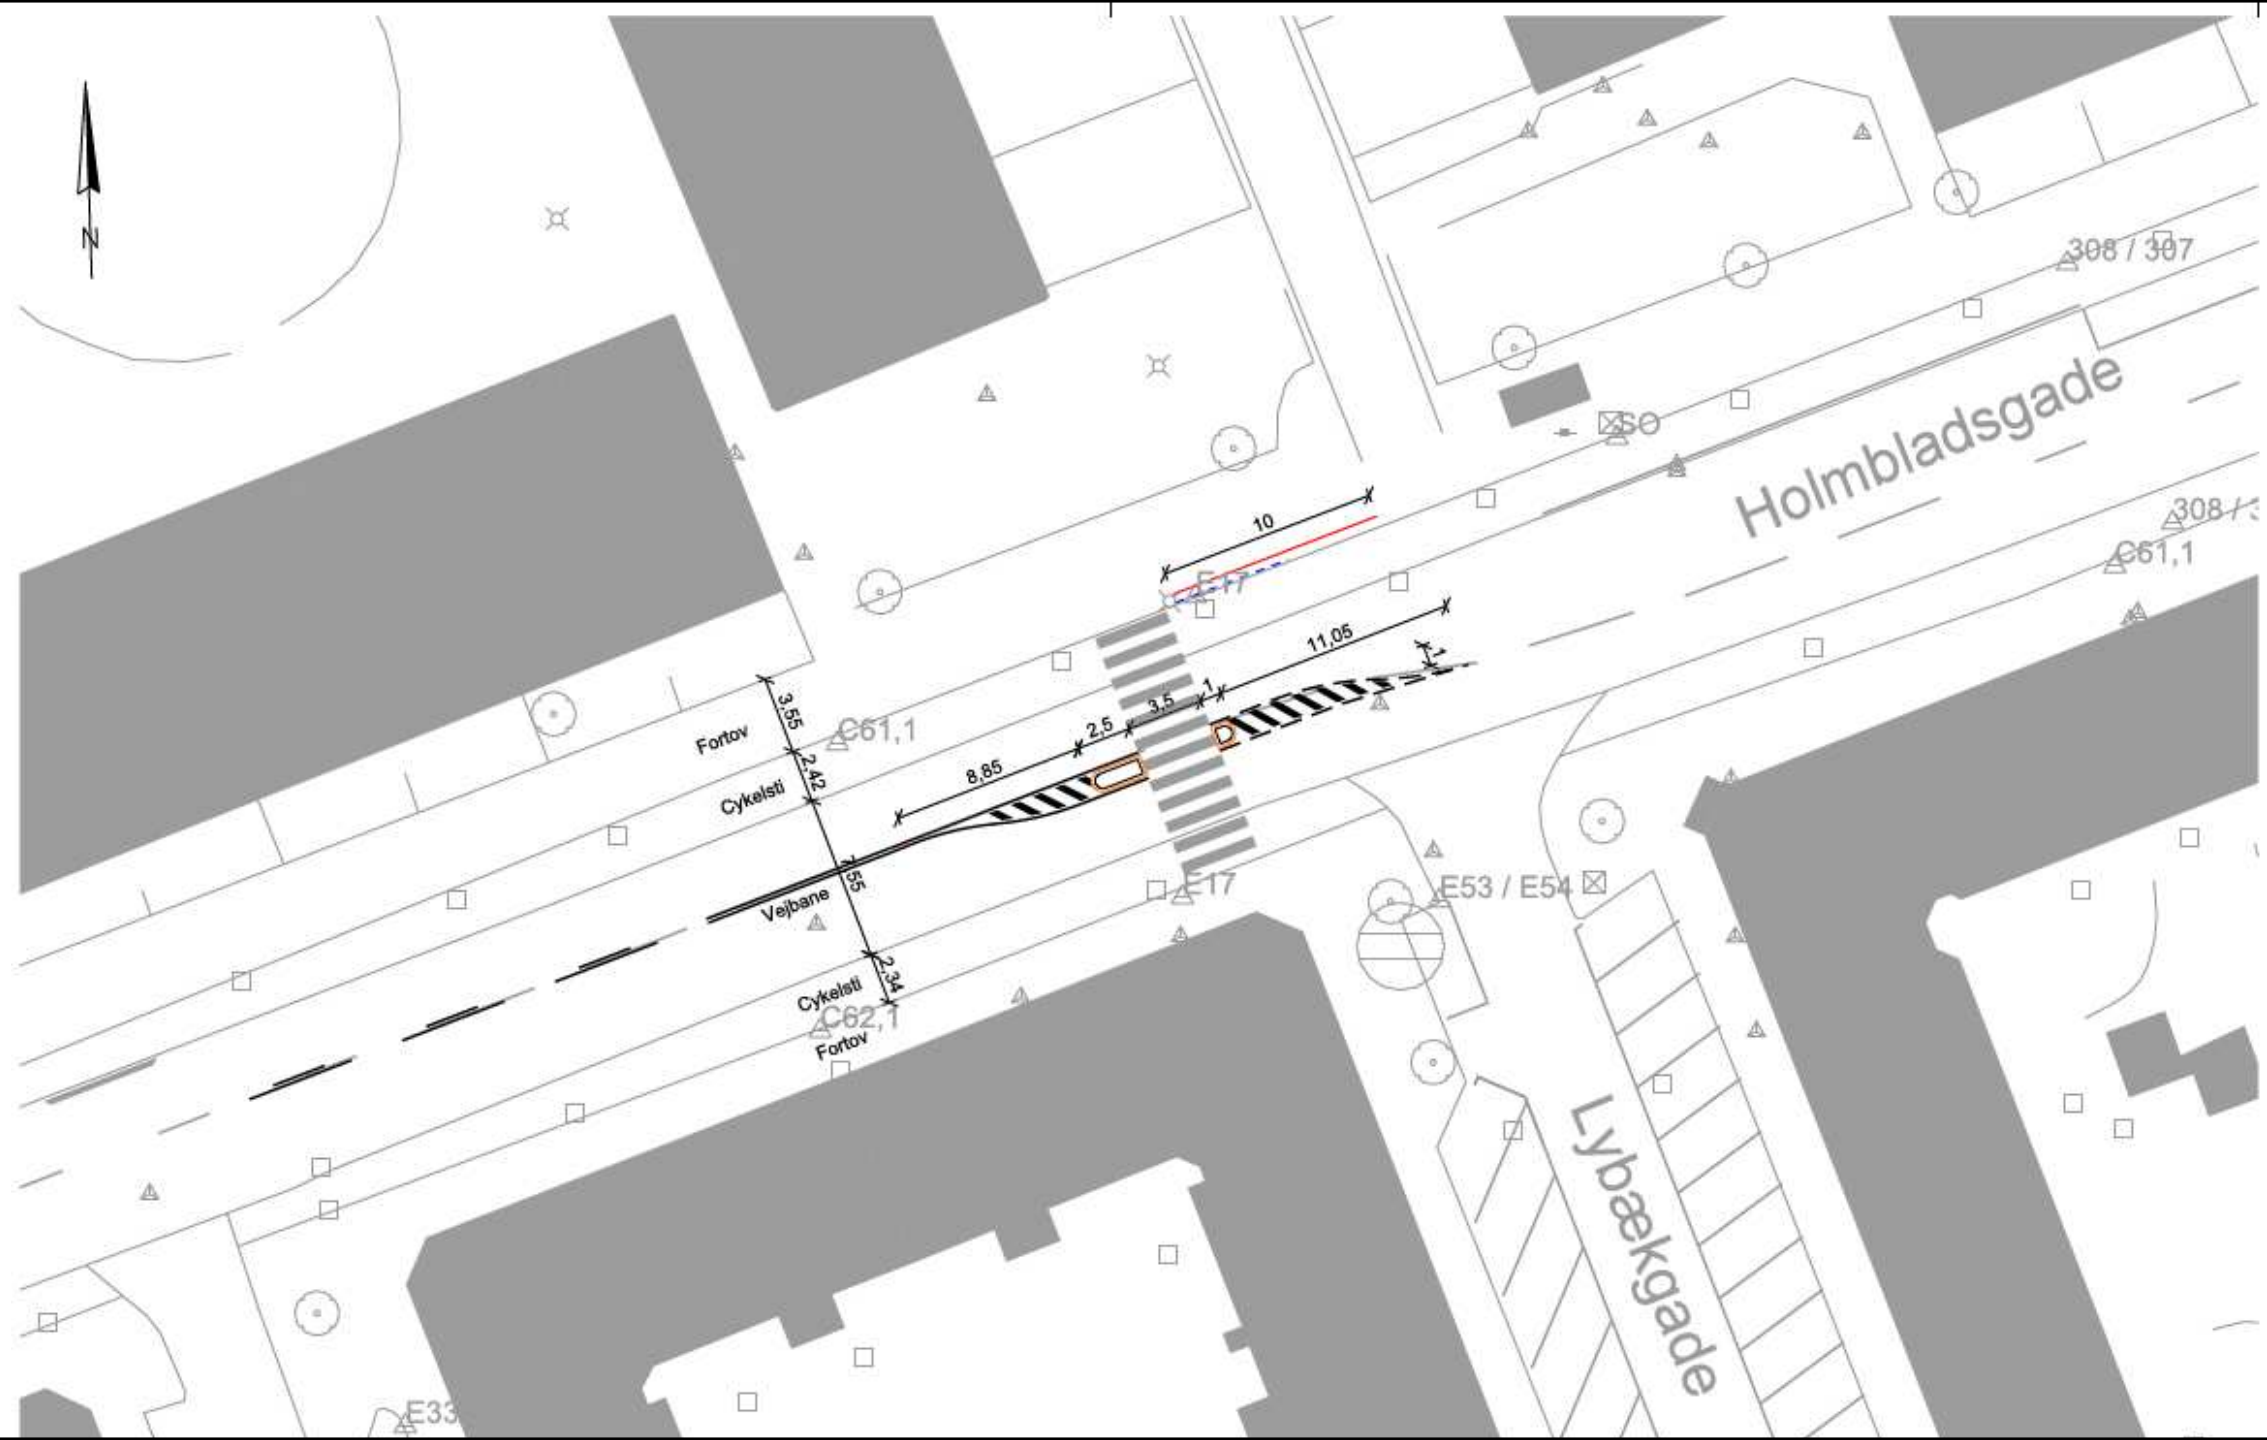 N
308 / 307
Holmbladsgade
SO
308 / 3
C61,1
10
E17
11,05
1
1
3,5
2,5
8,85
3,55
Fortov
C61,1
2,42
Cykelsti
7,55
Vejbane
E17
E53 / E54
2,34
Cykelsti
C62,1
Fortov
Lybækgade
E33